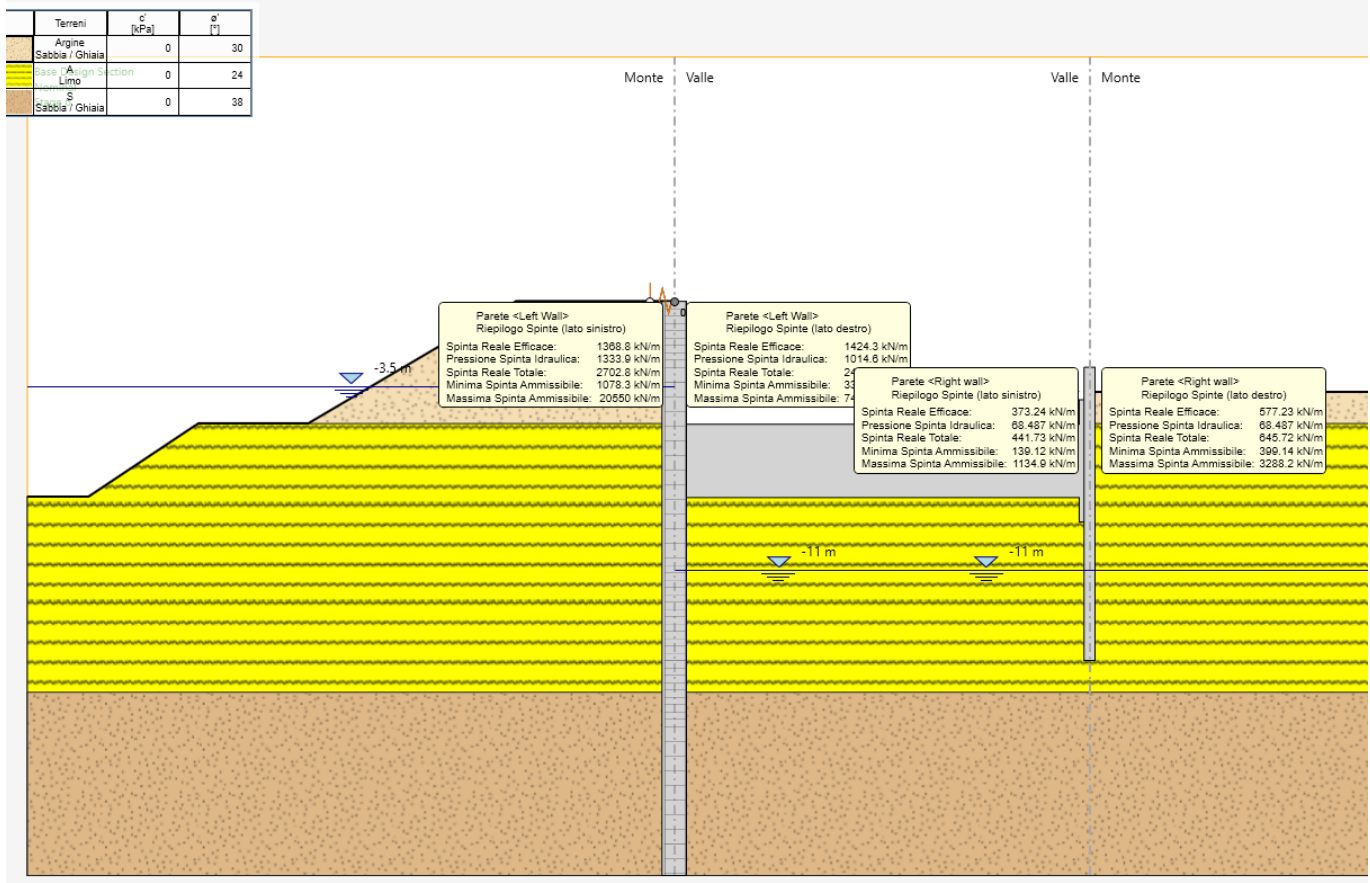 Terreni c' [kPa] ø' [°]
Argine
Sabbia / Ghiaia 0 30
Base Design Section
A
Limo 0 24
Nominal
S
Sabbia / Ghiaia 0 38
Monte Valle
Valle Monte
0
-3.5 m
Parete <Left Wall>
Riepilogo Spinte (lato sinistro)
Spinta Reale Efficace: 1368.8 kN/m
Pressione Spinta Idraulica: 1333.9 kN/m
Spinta Reale Totale: 2702.8 kN/m
Minima Spinta Ammissibile: 1078.3 kN/m
Massima Spinta Ammissibile: 20550 kN/m
Parete <Left Wall>
Riepilogo Spinte (lato destro)
Spinta Reale Efficace: 1424.3 kN/m
Pressione Spinta Idraulica: 1014.6 kN/m
Spinta Reale Totale: 24
Minima Spinta Ammissibile: 33
Massima Spinta Ammissibile: 74
Parete <Right wall>
Riepilogo Spinte (lato sinistro)
Spinta Reale Efficace: 373.24 kN/m
Pressione Spinta Idraulica: 68.487 kN/m
Spinta Reale Totale: 441.73 kN/m
Minima Spinta Ammissibile: 139.12 kN/m
Massima Spinta Ammissibile: 1134.9 kN/m
Parete <Right wall>
Riepilogo Spinte (lato destro)
Spinta Reale Efficace: 577.23 kN/m
Pressione Spinta Idraulica: 68.487 kN/m
Spinta Reale Totale: 645.72 kN/m
Minima Spinta Ammissibile: 399.14 kN/m
Massima Spinta Ammissibile: 3288.2 kN/m
-11 m
-11 m